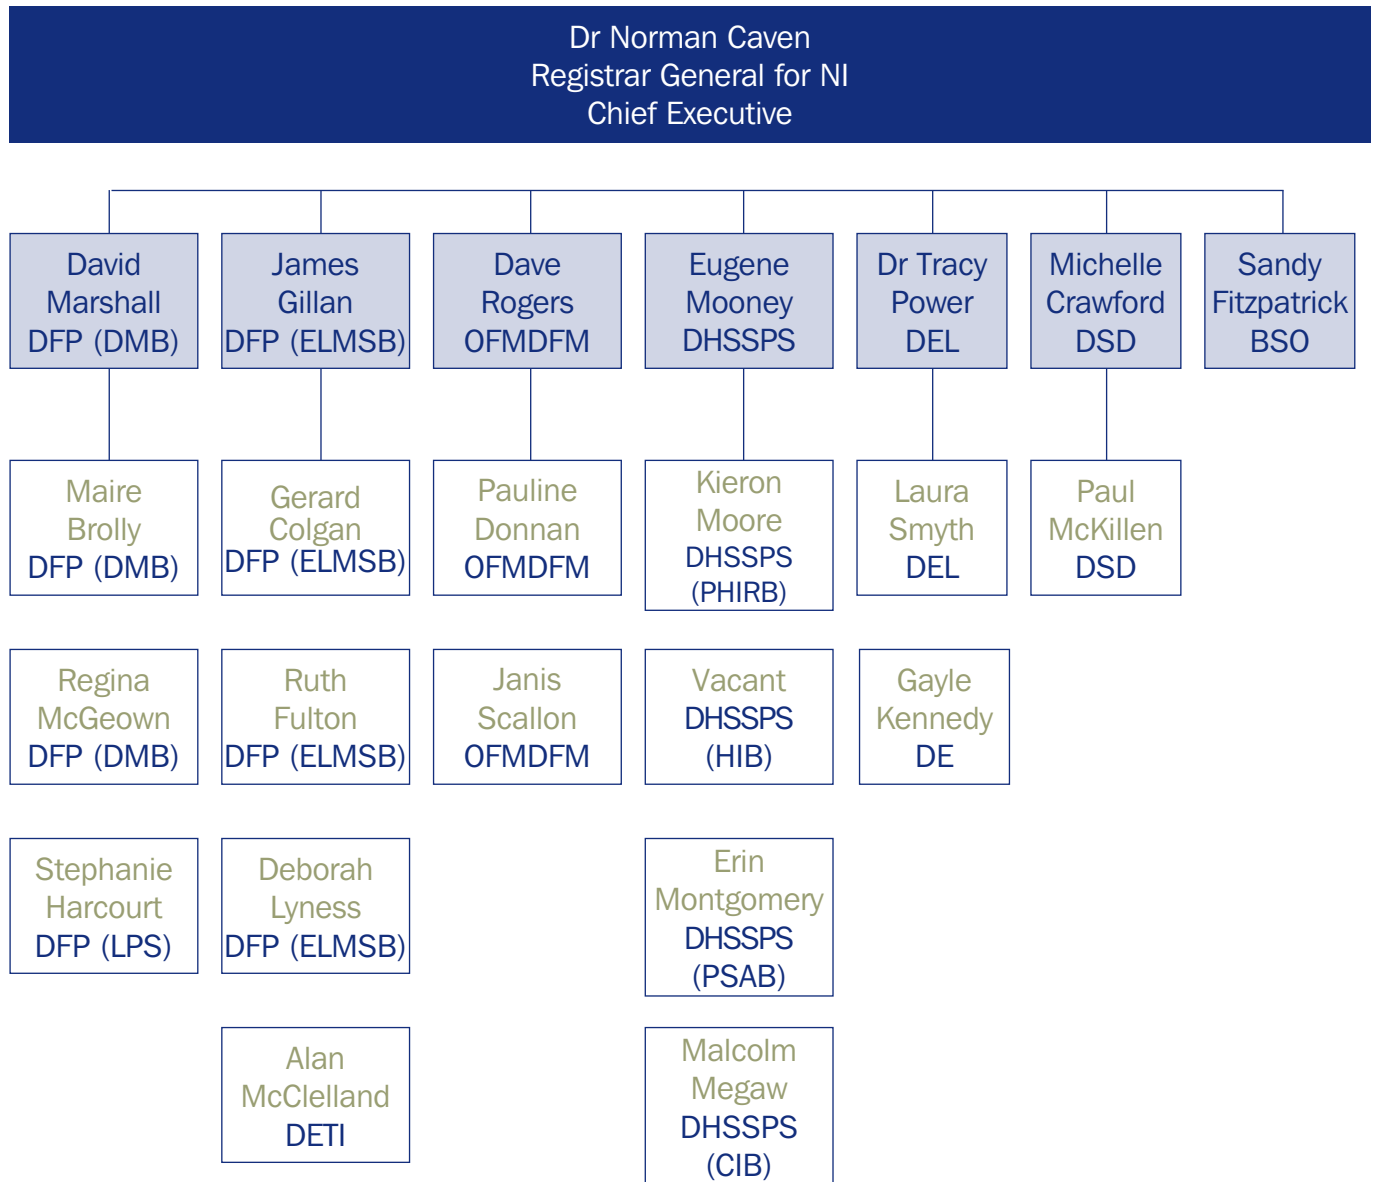 Dr Norman Caven
Registrar General for NI
Chief Executive
David
Marshall
DFP (DMB)
James
Gillan
DFP (ELMSB)
Dave
Rogers
OFMDFM
Eugene
Mooney
DHSSPS
Dr Tracy
Power
DEL
Michelle
Crawford
DSD
Sandy
Fitzpatrick
BSO
Maire
Brolly
DFP (DMB)
Gerard
Colgan
DFP (ELMSB)
Pauline
Donnan
OFMDFM
Kieron
Moore
DHSSPS
(PHIRB)
Laura
Smyth
DEL
Paul
McKillen
DSD
Regina
McGeown
DFP (DMB)
Ruth
Fulton
DFP (ELMSB)
Janis
Scallon
OFMDFM
Vacant
DHSSPS
(HIB)
Gayle
Kennedy
DE
Stephanie
Harcourt
DFP (LPS)
Deborah
Lyness
DFP (ELMSB)
Erin
Montgomery
DHSSPS
(PSAB)
Alan
McClelland
DETI
Malcolm
Megaw
DHSSPS
(CIB)